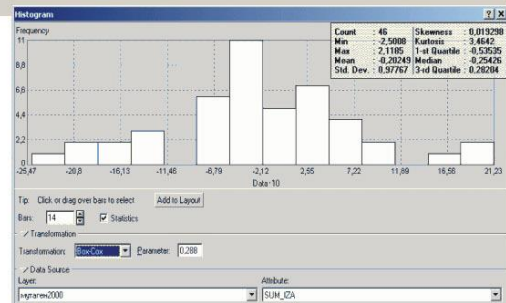 Histogram
Frequency
Count : 46 Skewness : 0,019298
Min : -2,5008 Kurtosis : 3,4642
Max : 2,1185 1-st Quartile : -0,53535
Mean : -0,20249 Median : -0,25426
Std. Dev. : 0,97767 3-rd Quartile : 0,28204
11
8,8
6,6
4,4
2,2
0
-25,47 -20,8 -16,13 -11,46 -6,79 -2,12 2,55 7,22 11,89 16,56 21,23
Data·10
Tip: Click or drag over bars to select Add to Layout
Bars: 14 Statistics
Transformation
Transformation: Box-Cox Parameter: 0,288
Data Source
Layer: Attribute:
мутаген2000 SUM_IZA